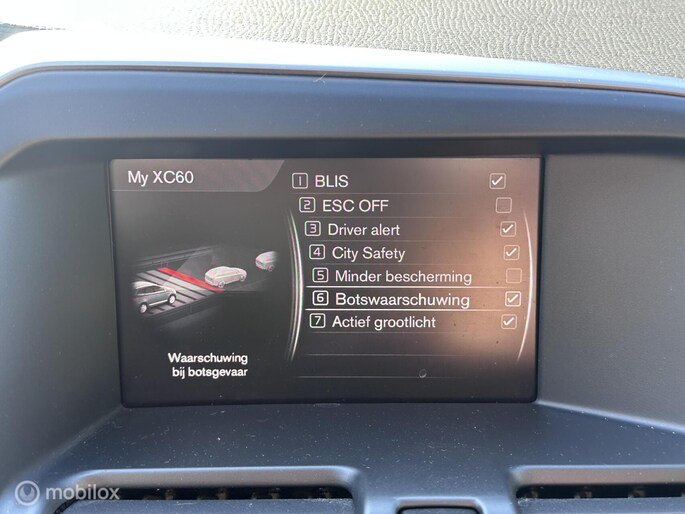 My XC60
1 BLIS
2 ESC OFF
3 Driver alert
4 City Safety
5 Minder bescherming
6 Botswaarschuwing
7 Actief grootlicht
Waarschuwing
bij botsgevaar
mobilox